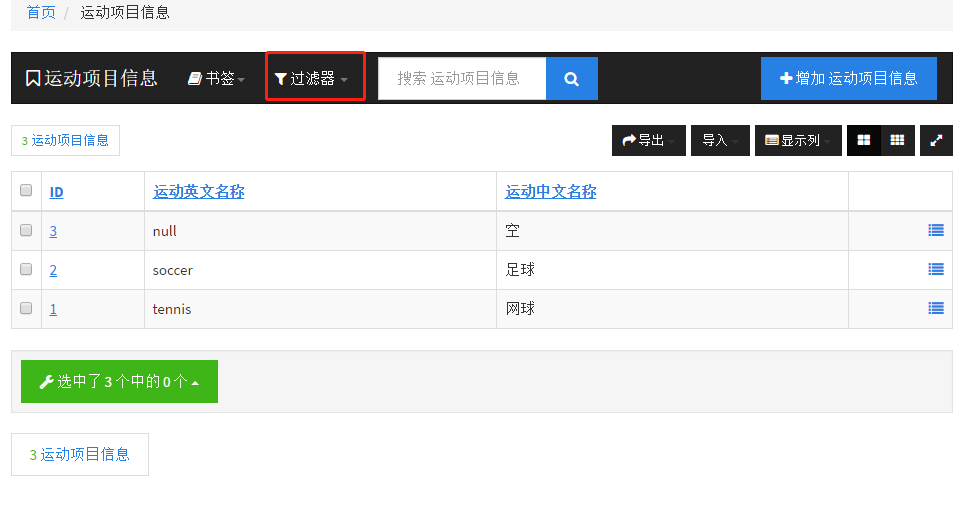 首页 / 运动项目信息
运动项目信息 书签 过滤器 搜索 运动项目信息 增加 运动项目信息
3 运动项目信息 导出 导入 显示列
ID 运动英文名称 运动中文名称
3 null 空
2 soccer 足球
1 tennis 网球
选中了 3 个中的 0 个
3 运动项目信息